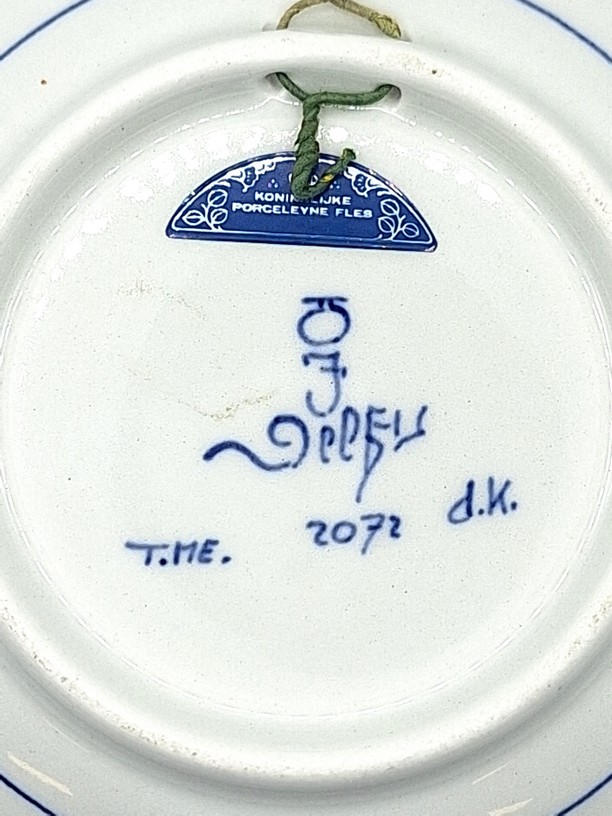 KONINKLIJKE
PORCELEYNE FLES
Delft
T.ME. 2072 d.K.